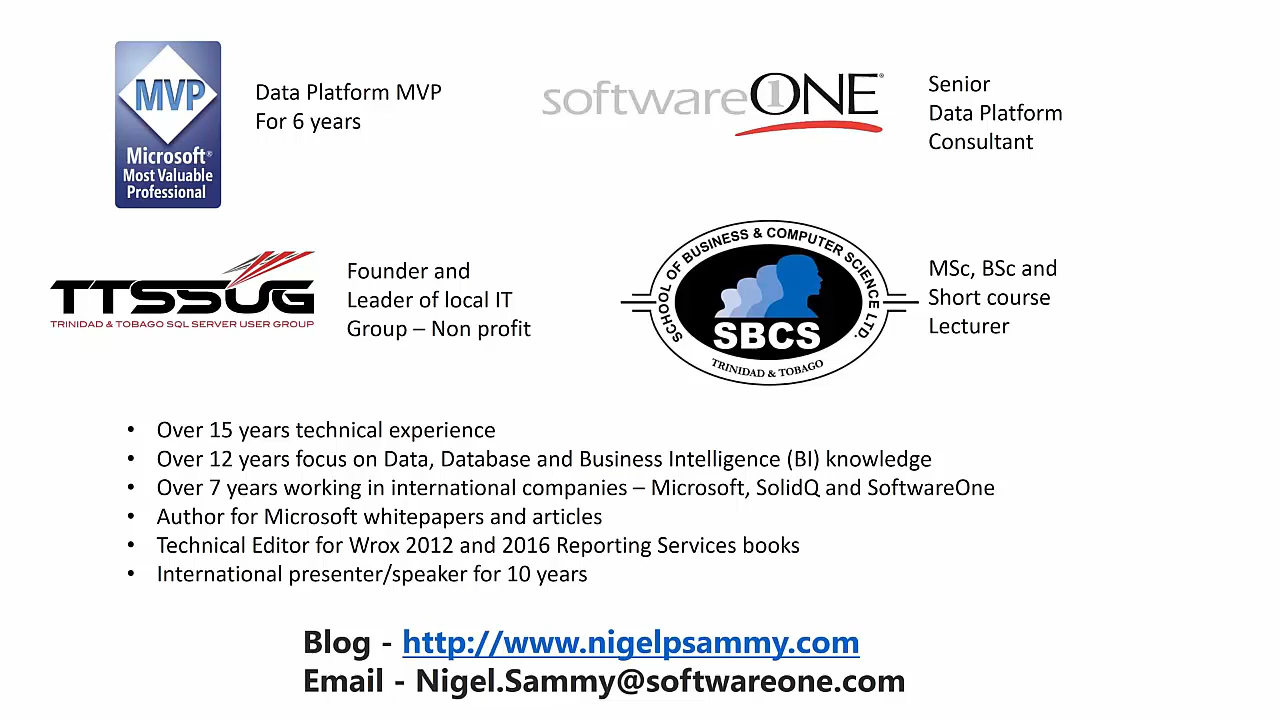 MVP
Microsoft®
Most Valuable
Professional
Data Platform MVP
For 6 years
software1ONE®
Senior
Data Platform
Consultant
TTSSUG
TRINIDAD & TOBAGO SQL SERVER USER GROUP
Founder and
Leader of local IT
Group – Non profit
SCHOOL OF BUSINESS & COMPUTER SCIENCE LTD.
SBCS
TRINIDAD & TOBAGO
MSc, BSc and
Short course
Lecturer
• Over 15 years technical experience
• Over 12 years focus on Data, Database and Business Intelligence (BI) knowledge
• Over 7 years working in international companies – Microsoft, SolidQ and SoftwareOne
• Author for Microsoft whitepapers and articles
• Technical Editor for Wrox 2012 and 2016 Reporting Services books
• International presenter/speaker for 10 years
Blog - http://www.nigelpsammy.com
Email - Nigel.Sammy@softwareone.com